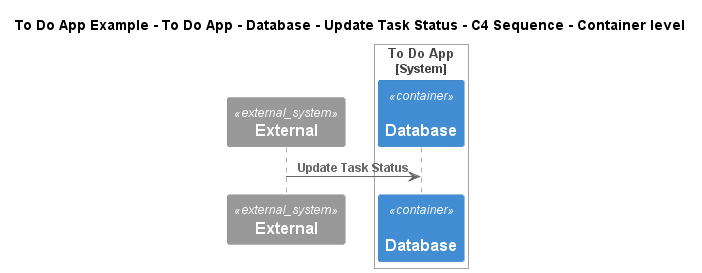 To Do App Example - To Do App - Database - Update Task Status - C4 Sequence - Container level
To Do App
[System]
«external_system»
External
«container»
Database
Update Task Status
«external_system»
External
«container»
Database